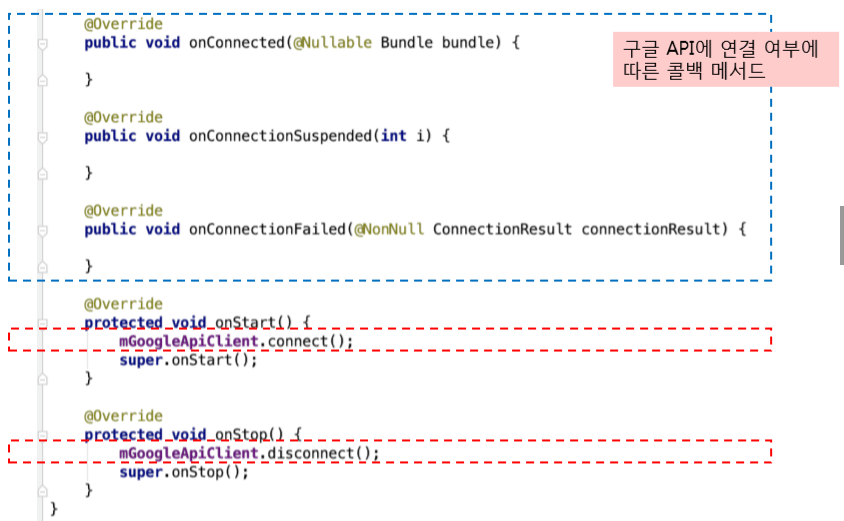 @Override
public void onConnected(@Nullable Bundle bundle) {
구글 API에 연결 여부에
따른 콜백 메서드
}
@Override
public void onConnectionSuspended(int i) {
}
@Override
public void onConnectionFailed(@NonNull ConnectionResult connectionResult) {
}
@Override
protected void onStart() {
mGoogleApiClient.connect();
super.onStart();
}
@Override
protected void onStop() {
mGoogleApiClient.disconnect();
super.onStop();
}
}